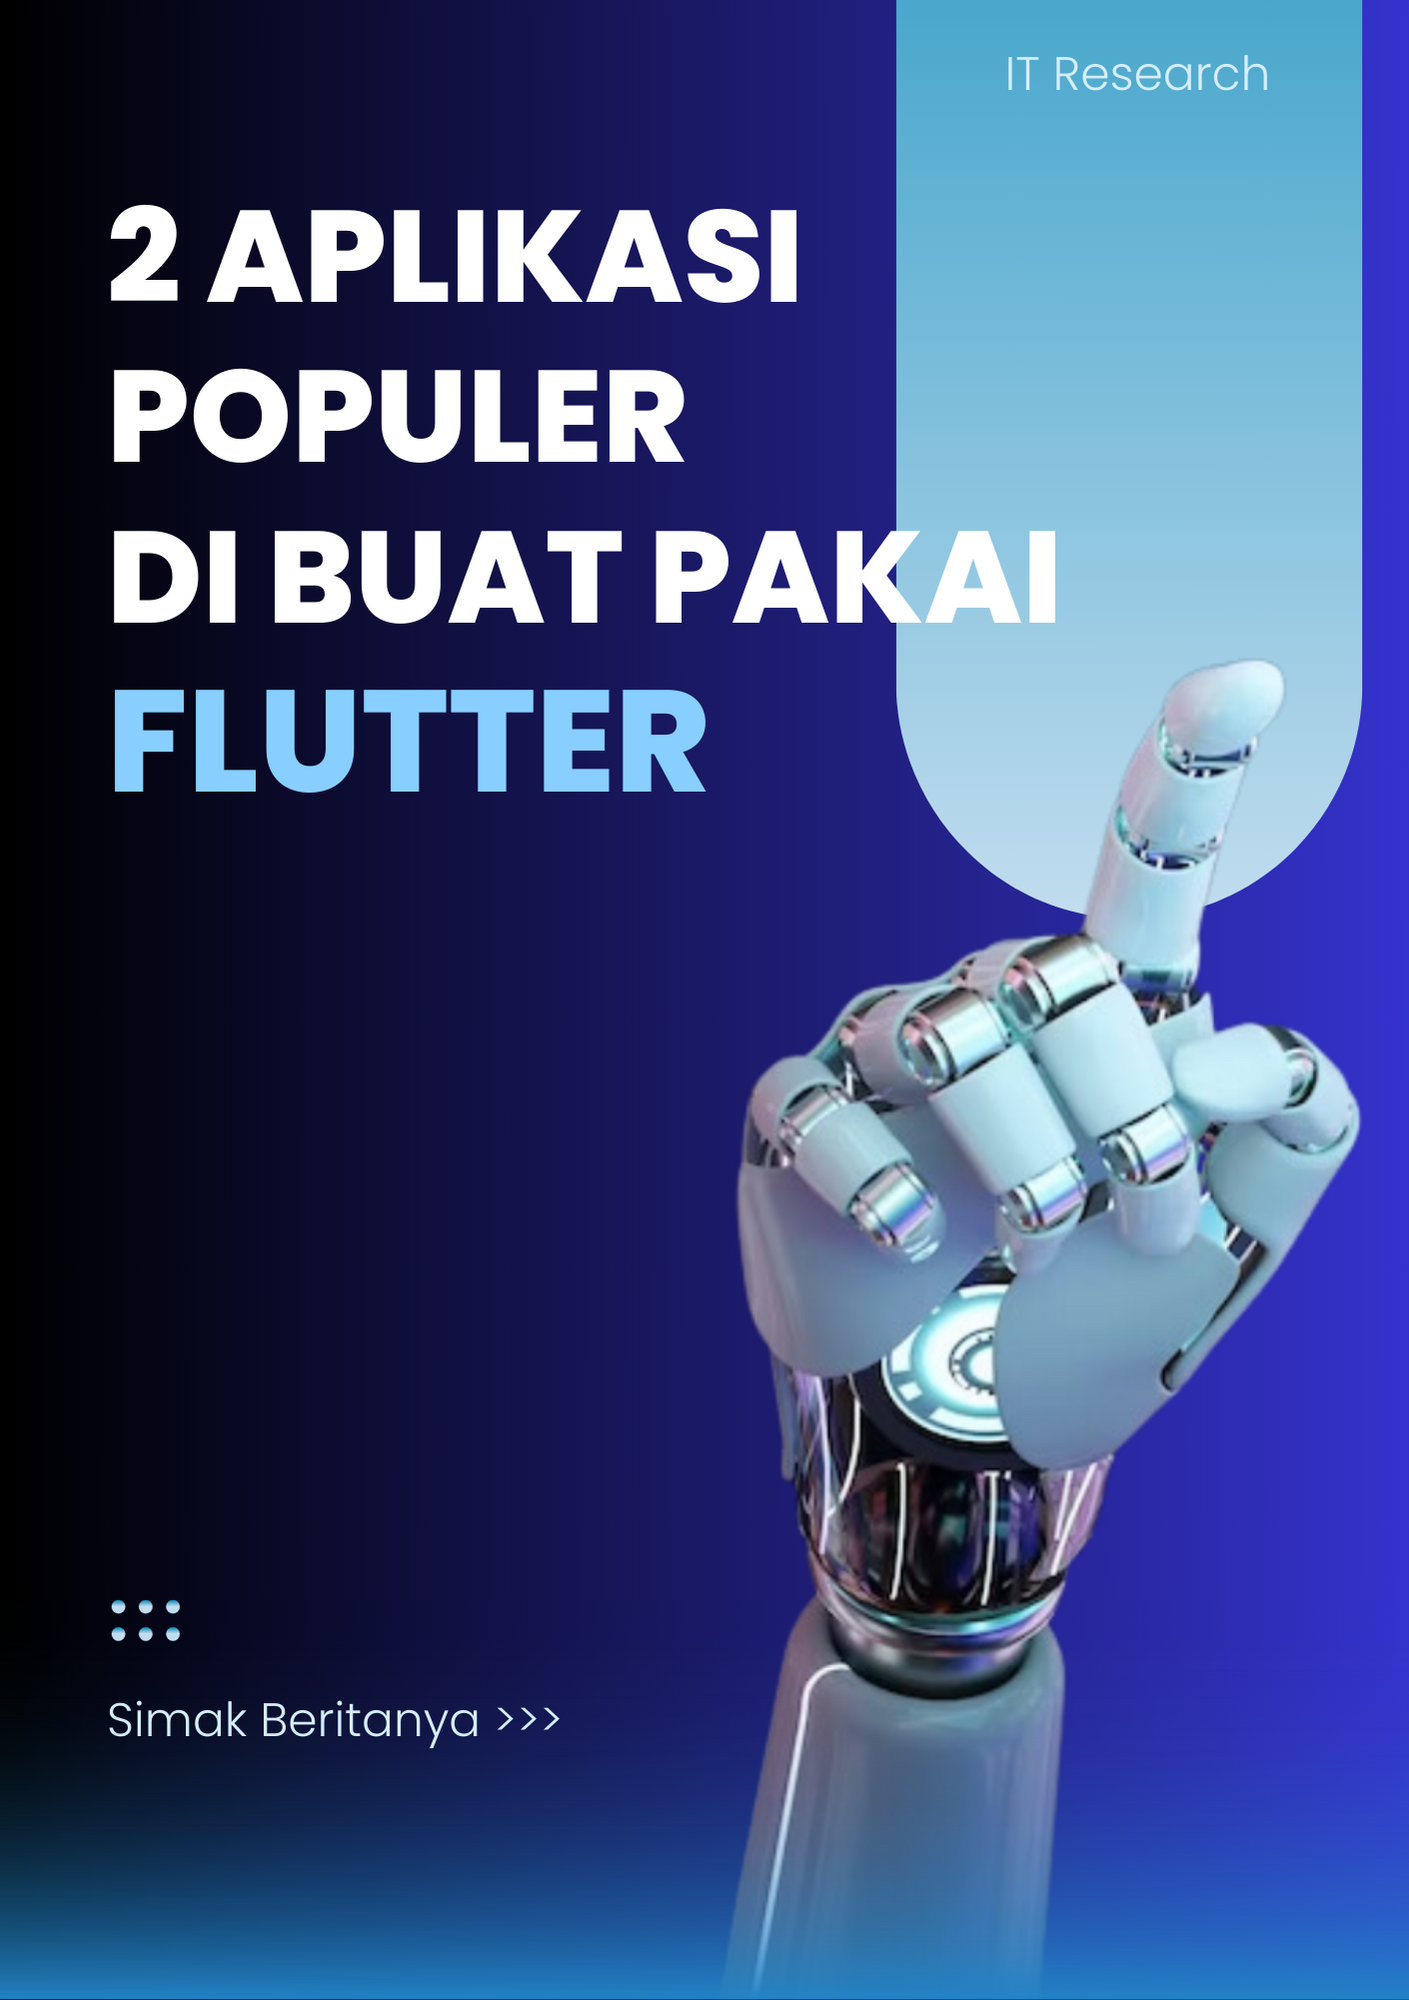 IT Research
2 APLIKASI
POPULER
DI BUAT PAKAI
FLUTTER
Simak Beritanya >>>